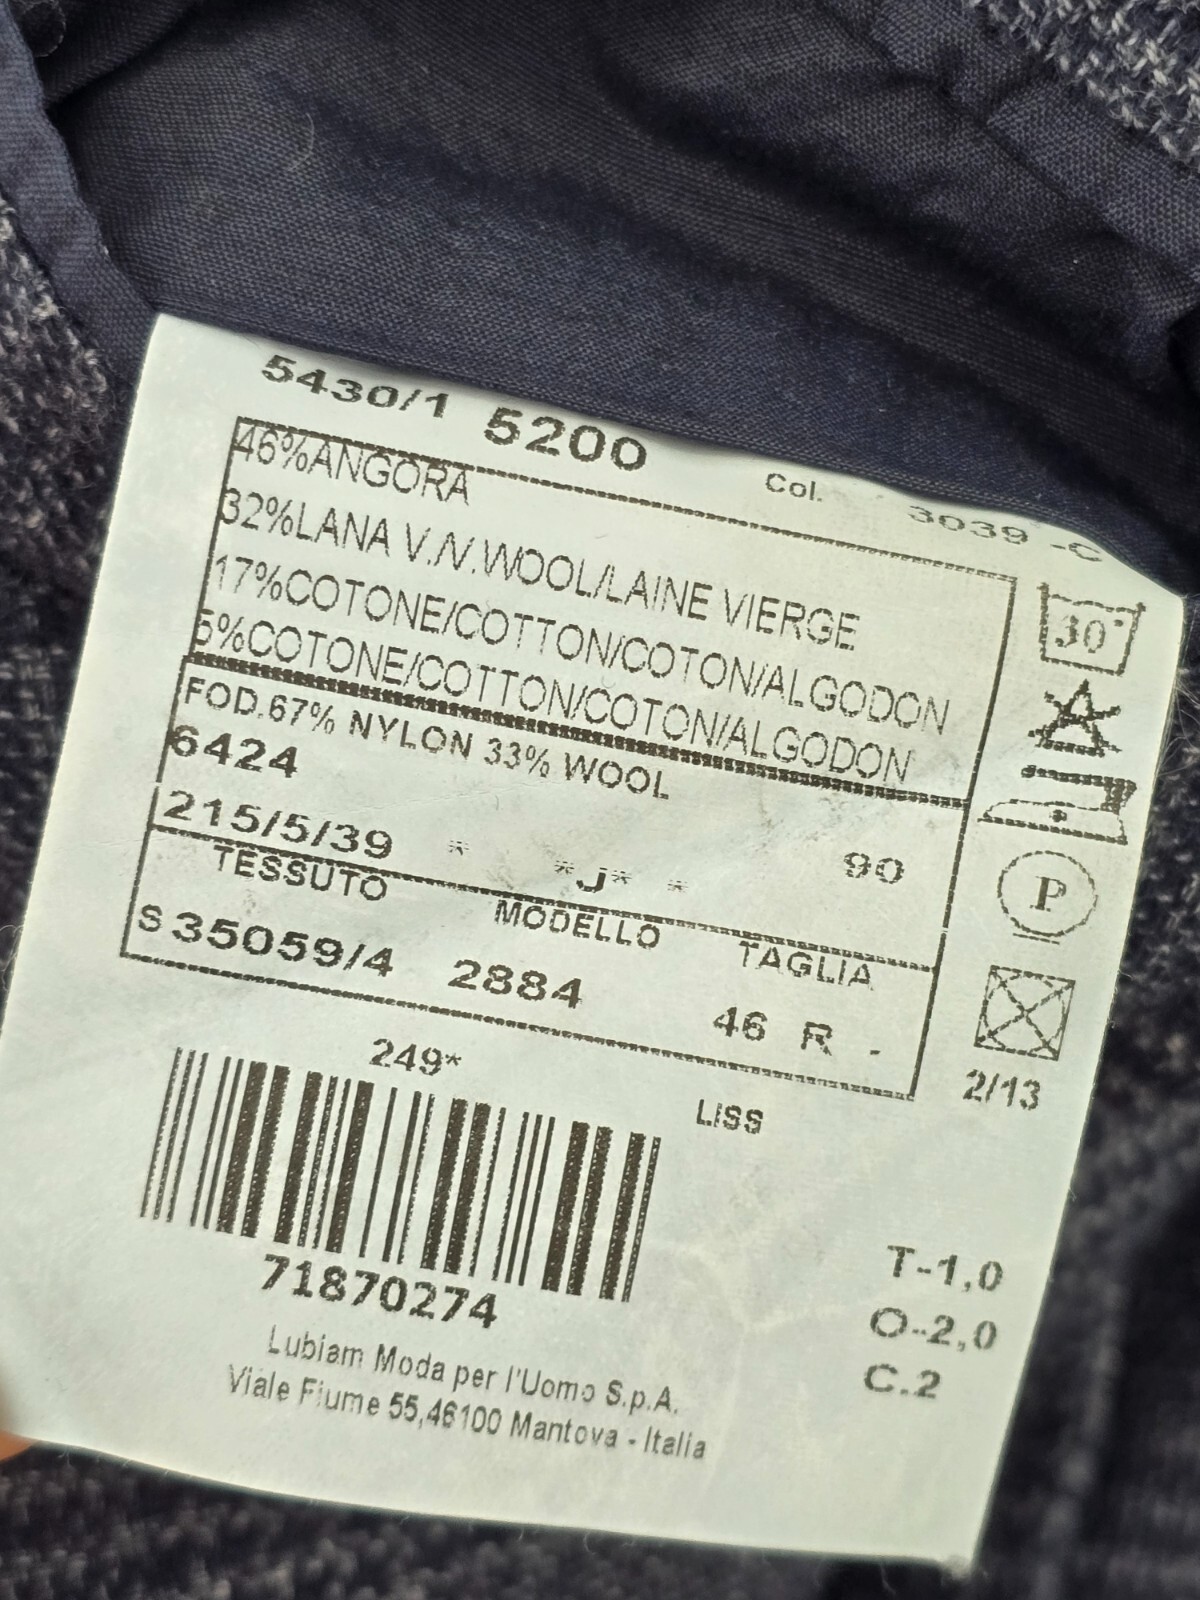 5430/1 5200 Col. 3039 -C
46%ANGORA
32%LANA V./V.WOOL/LAINE VIERGE
17%COTONE/COTTON/COTON/ALGODON
5%COTONE/COTTON/COTON/ALGODON
FOD.67% NYLON 33% WOOL
6424
215/5/39 * *J* * 90
TESSUTO MODELLO TAGLIA
S 35059/4 2884 46 R -
30°
P
2/13
249*
LISS
71870274
T-1,0
O-2,0
C.2
Lubiam Moda per l'Uomo S.p.A.
Viale Fiume 55,46100 Mantova - Italia